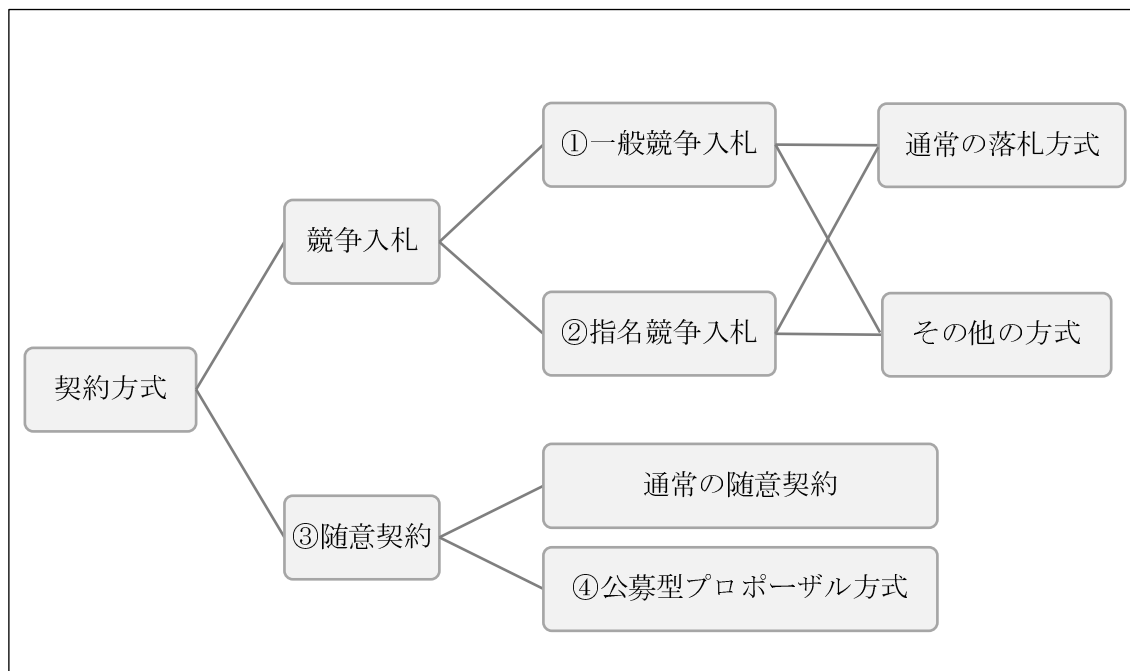 ①一般競争入札
通常の落札方式
競争入札
②指名競争入札
その他の方式
契約方式
通常の随意契約
③随意契約
④公募型プロポーザル方式